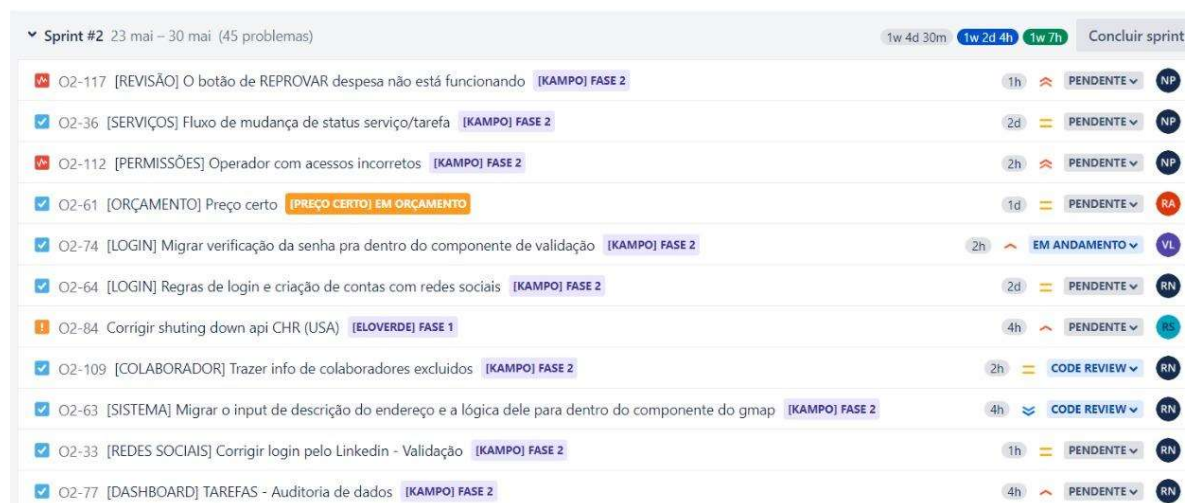 Sprint #2 23 mai – 30 mai (45 problemas) 1w 4d 30m 1w 2d 4h 1w 7h Concluir sprint
O2-117 [REVISÃO] O botão de REPROVAR despesa não está funcionando [KAMPO] FASE 2 1h PENDENTE NP
O2-36 [SERVIÇOS] Fluxo de mudança de status serviço/tarefa [KAMPO] FASE 2 2d PENDENTE NP
O2-112 [PERMISSÕES] Operador com acessos incorretos [KAMPO] FASE 2 2h PENDENTE NP
O2-61 [ORÇAMENTO] Preço certo [PREÇO CERTO] EM ORÇAMENTO 1d PENDENTE RA
O2-74 [LOGIN] Migrar verificação da senha pra dentro do componente de validação [KAMPO] FASE 2 2h EM ANDAMENTO VL
O2-64 [LOGIN] Regras de login e criação de contas com redes sociais [KAMPO] FASE 2 2d PENDENTE RN
O2-84 Corrigir shuting down api CHR (USA) [ELOVERDE] FASE 1 4h PENDENTE RS
O2-109 [COLABORADOR] Trazer info de colaboradores excluidos [KAMPO] FASE 2 2h CODE REVIEW RN
O2-63 [SISTEMA] Migrar o input de descrição do endereço e a lógica dele para dentro do componente do gmap [KAMPO] FASE 2 4h CODE REVIEW RN
O2-33 [REDES SOCIAIS] Corrigir login pelo Linkedin - Validação [KAMPO] FASE 2 1h PENDENTE RN
O2-77 [DASHBOARD] TAREFAS - Auditoria de dados [KAMPO] FASE 2 4h PENDENTE RN